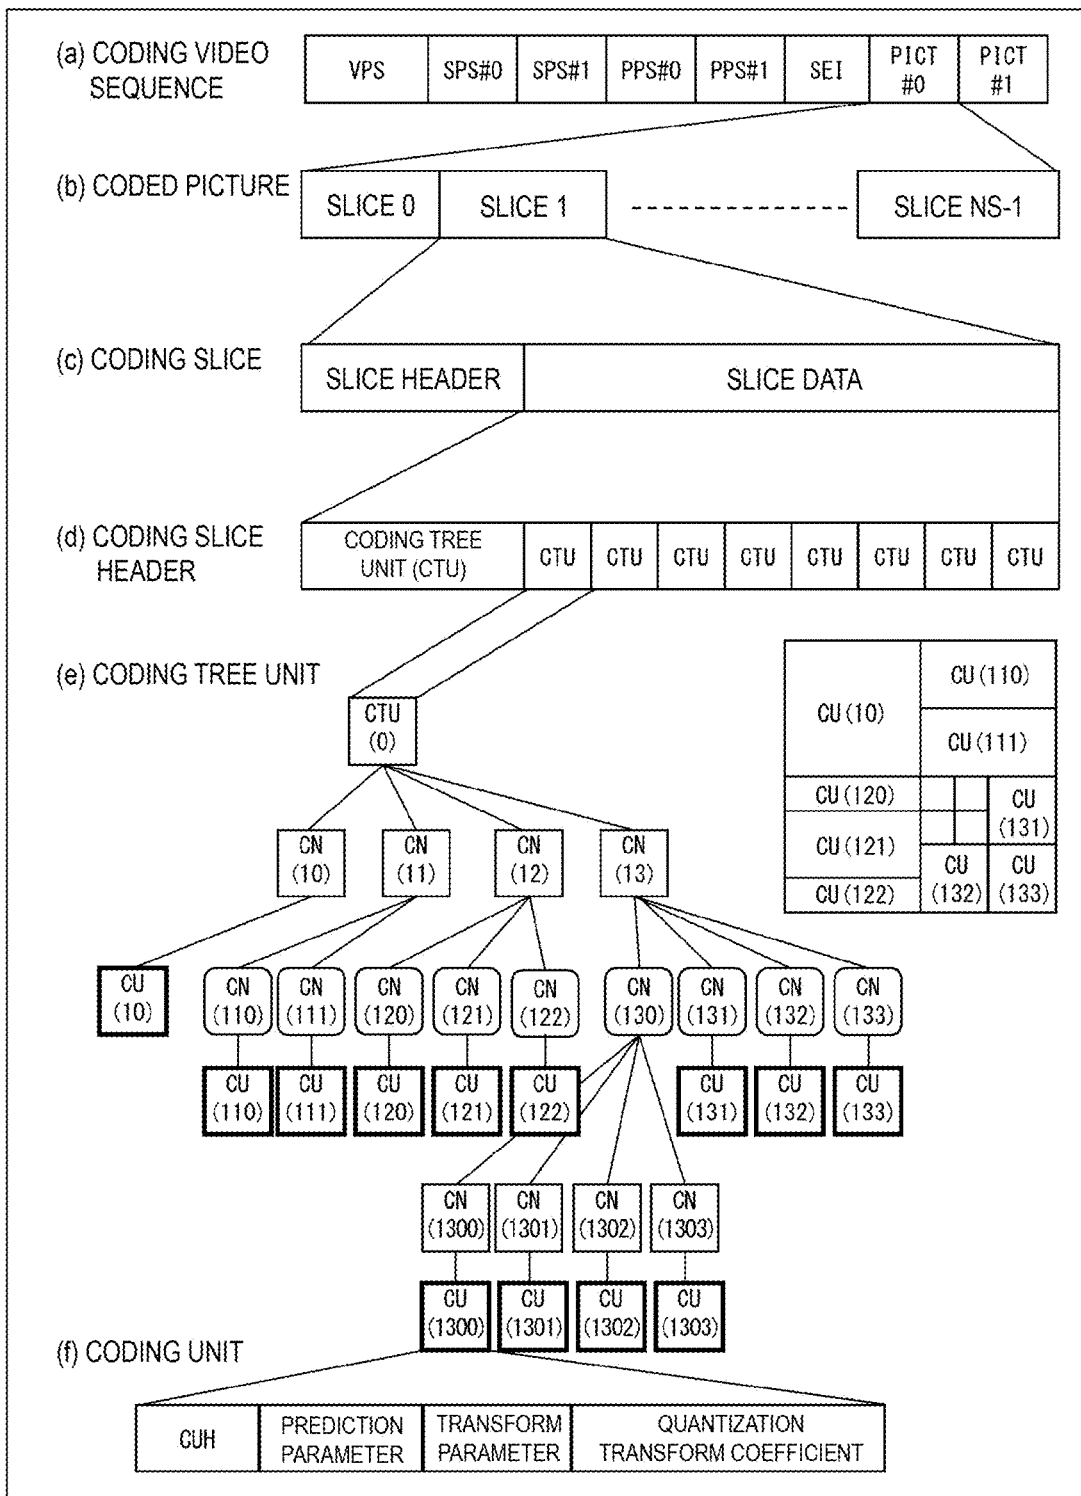 (a) CODING VIDEO
SEQUENCE
VPS
SPS#0
SPS#1
PPS#0
PPS#1
SEI
PICT
#0
PICT
#1
(b) CODED PICTURE
SLICE 0
SLICE 1
SLICE NS-1
(c) CODING SLICE
SLICE HEADER
SLICE DATA
(d) CODING SLICE
HEADER
CODING TREE
UNIT (CTU)
CTU
CTU
CTU
CTU
CTU
CTU
CTU
CTU
(e) CODING TREE UNIT
CTU
(0)
CU(10)
CU(110)
CU(111)
CU(120)
CU(121)
CU(122)
CU
(131)
CU
(132)
CU
(133)
CN
(10)
CN
(11)
CN
(12)
CN
(13)
CU
(10)
CN
(110)
CN
(111)
CN
(120)
CN
(121)
CN
(122)
CN
(130)
CN
(131)
CN
(132)
CN
(133)
CU
(110)
CU
(111)
CU
(120)
CU
(121)
CU
(122)
CU
(131)
CU
(132)
CU
(133)
CN
(1300)
CN
(1301)
CN
(1302)
CN
(1303)
CU
(1300)
CU
(1301)
CU
(1302)
CU
(1303)
(f) CODING UNIT
CUH
PREDICTION
PARAMETER
TRANSFORM
PARAMETER
QUANTIZATION
TRANSFORM COEFFICIENT